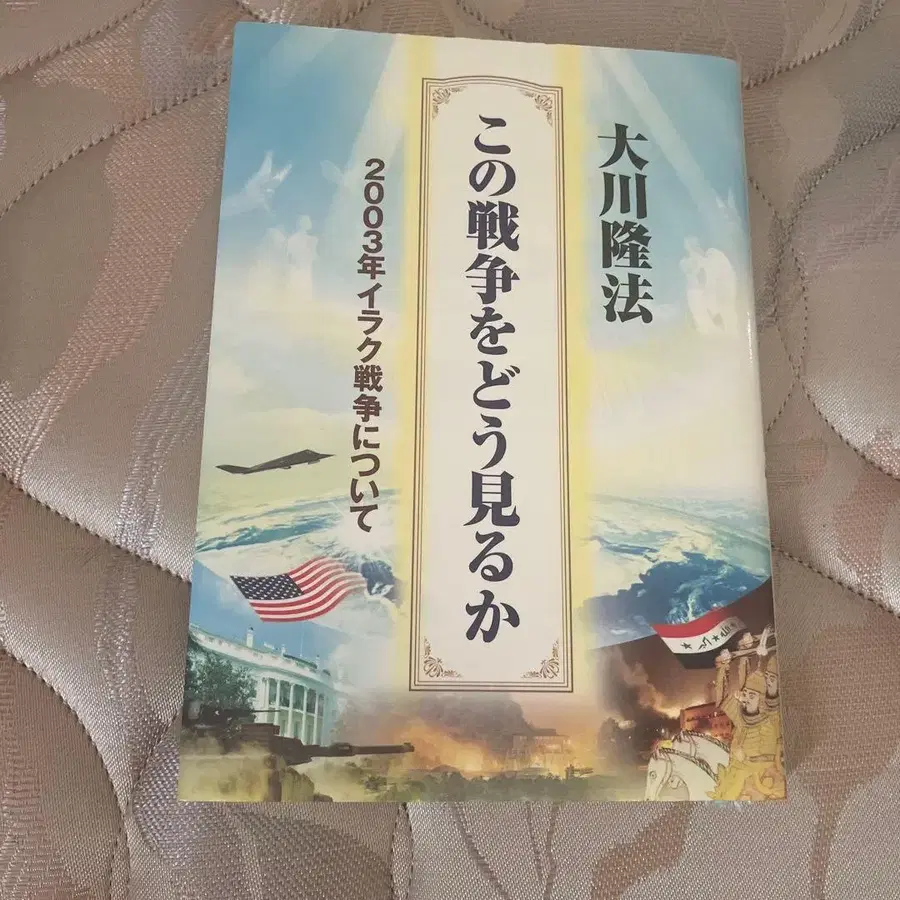 大川隆法
この戦争をどう見るか
2003年イラク戦争について